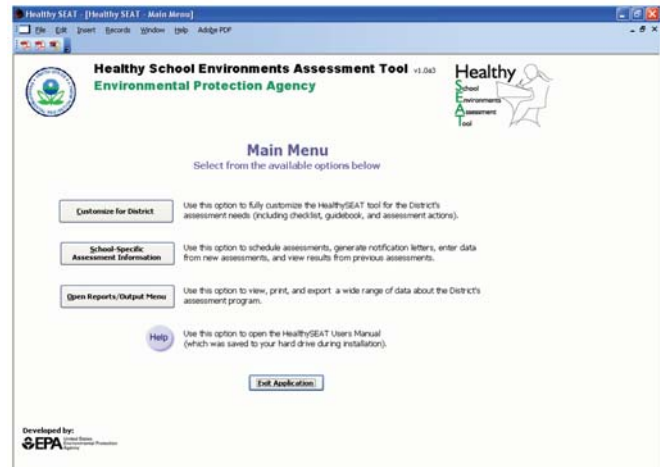 Healthy SEAT - [Healthy SEAT - Main Menu]
File Edit Insert Records Window Help Adobe PDF
Healthy School Environments Assessment Tool v1.0a3
Environmental Protection Agency
Healthy
School
Environments
Assessment
Tool
Main Menu
Select from the available options below
Customize for District
Use this option to fully customize the HealthySEAT tool for the District's
assessment needs (including checklist, guidebook, and assessment actions).
School-Specific
Assessment Information
Use this option to schedule assessments, generate notification letters, enter data
from new assessments, and view results from previous assessments.
Open Reports/Output Menu
Use this option to view, print, and export a wide range of data about the District's
assessment program.
Help
Use this option to open the HealthySEAT Users Manual
(which was saved to your hard drive during installation).
Exit Application
Developed by:
EPA
United States
Environmental Protection
Agency